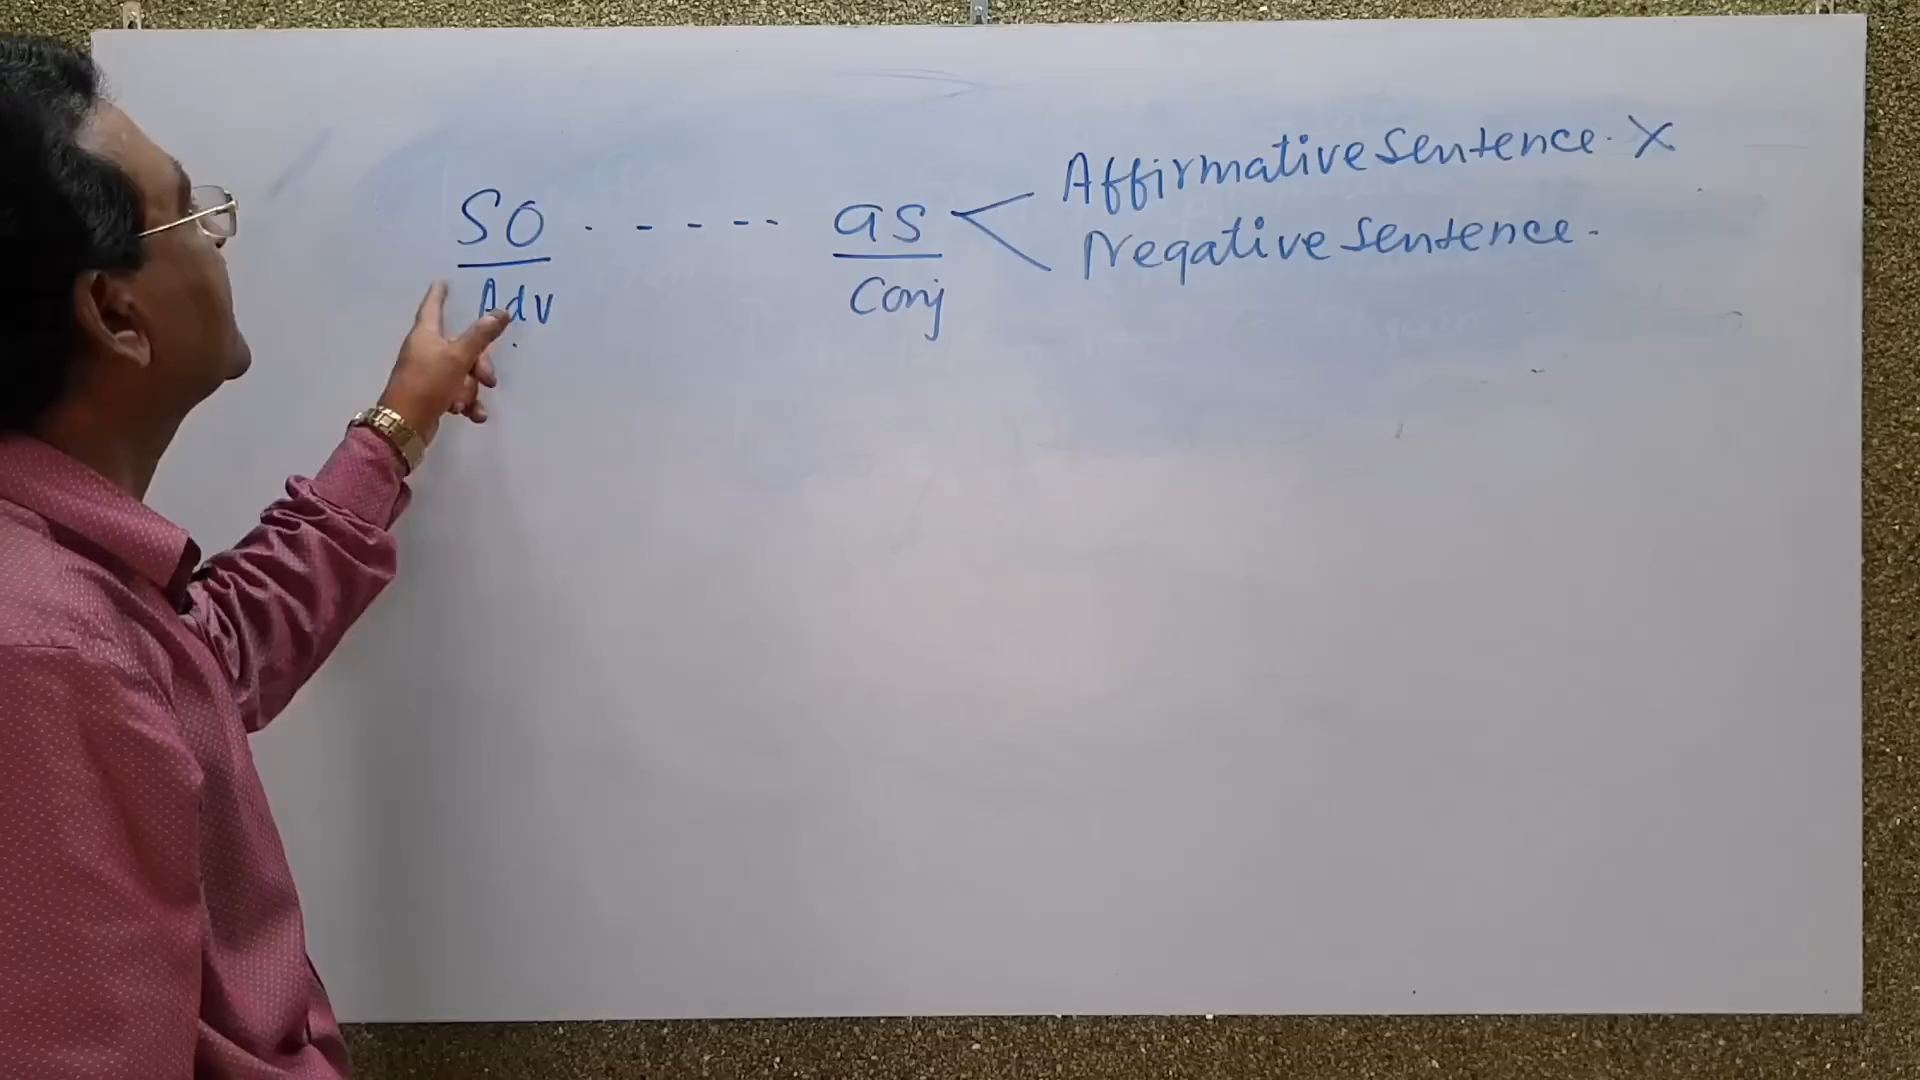 Affirmative Sentence. X
SO . - - - - as < Negative Sentence.
Adv Conj